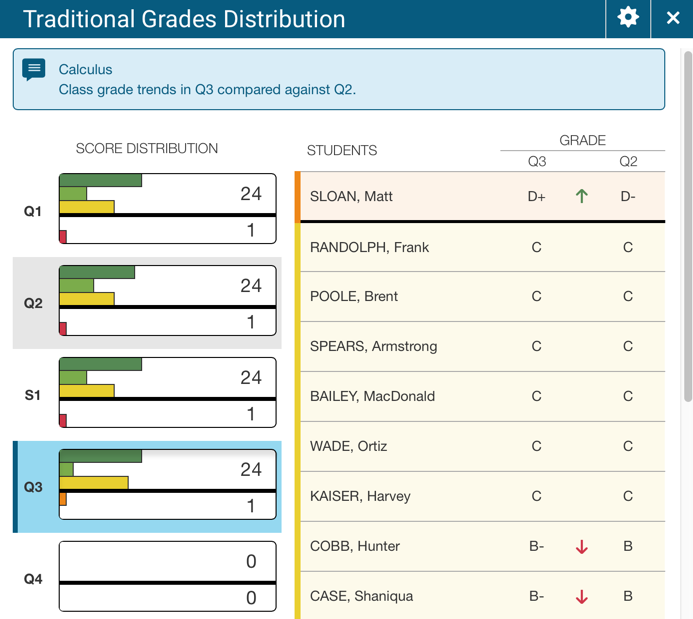 Traditional Grades Distribution
Calculus
Class grade trends in Q3 compared against Q2.
SCORE DISTRIBUTION
Q1
24
1
Q2
24
1
S1
24
1
Q3
24
1
Q4
0
0
STUDENTS
GRADE
Q3 Q2
SLOAN, Matt D+ ↑ D-
RANDOLPH, Frank C C
POOLE, Brent C C
SPEARS, Armstrong C C
BAILEY, MacDonald C C
WADE, Ortiz C C
KAISER, Harvey C C
COBB, Hunter B- ↓ B
CASE, Shaniqua B- ↓ B